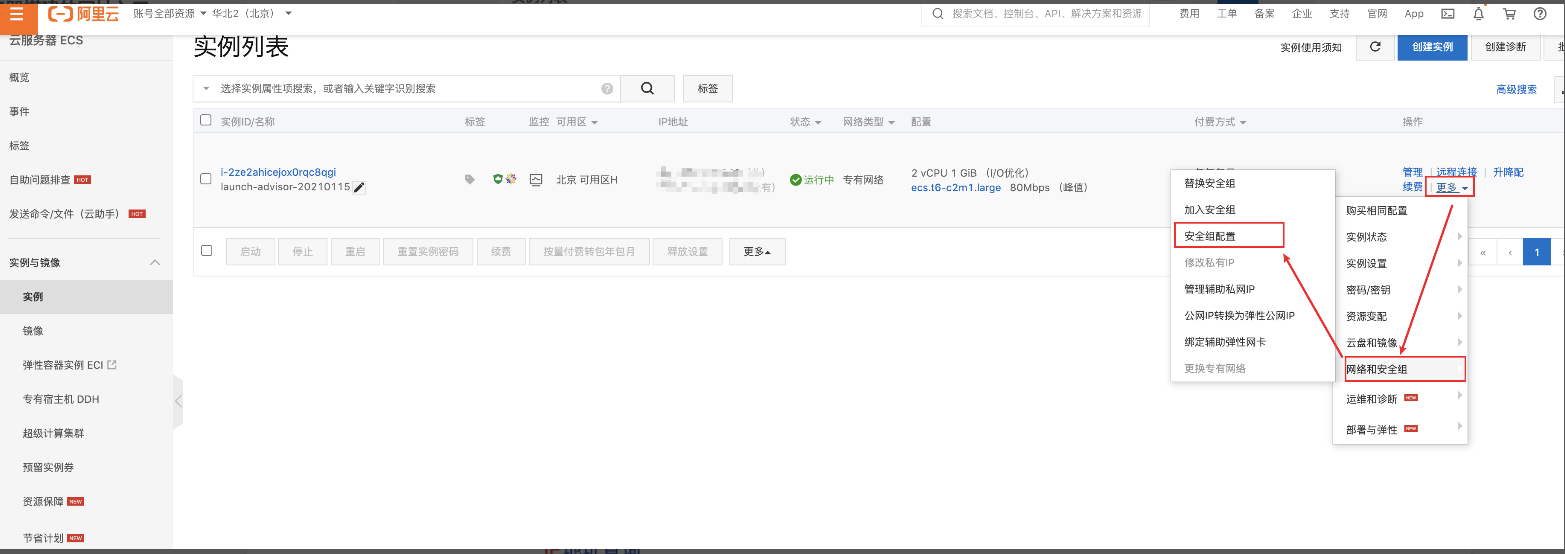 阿里云
账号全部资源
华北2（北京）
搜索文档、控制台、API、解决方案和资源
费用
工单
备案
企业
支持
官网
App
云服务器 ECS
概览
事件
标签
自助问题排查 HOT
发送命令/文件（云助手） HOT
实例与镜像
实例
镜像
弹性容器实例 ECI
专有宿主机 DDH
超级计算集群
预留实例券
资源保障 NEW
节省计划 NEW
实例列表
实例使用须知
创建实例
创建诊断
选择实例属性项搜索，或者输入关键字识别搜索
标签
高级搜索
实例ID/名称
标签
监控
可用区
IP地址
状态
网络类型
配置
付费方式
操作
i-2ze2ahicejox0rqc8qgi
launch-advisor-20210115
北京 可用区H
有)
运行中
专有网络
2 vCPU 1 GiB （I/O优化）
ecs.t6-c2m1.large 80Mbps （峰值）
管理 | 远程连接 | 升降配
续费 | 更多
启动
停止
重启
重置实例密码
续费
按量付费转包年包月
释放设置
更多
«
‹
1
替换安全组
加入安全组
安全组配置
修改私有IP
管理辅助私网IP
公网IP转换为弹性公网IP
绑定辅助弹性网卡
更换专有网络
购买相同配置
实例状态
实例设置
密码/密钥
资源变配
云盘和镜像
网络和安全组
运维和诊断 NEW
部署与弹性 NEW